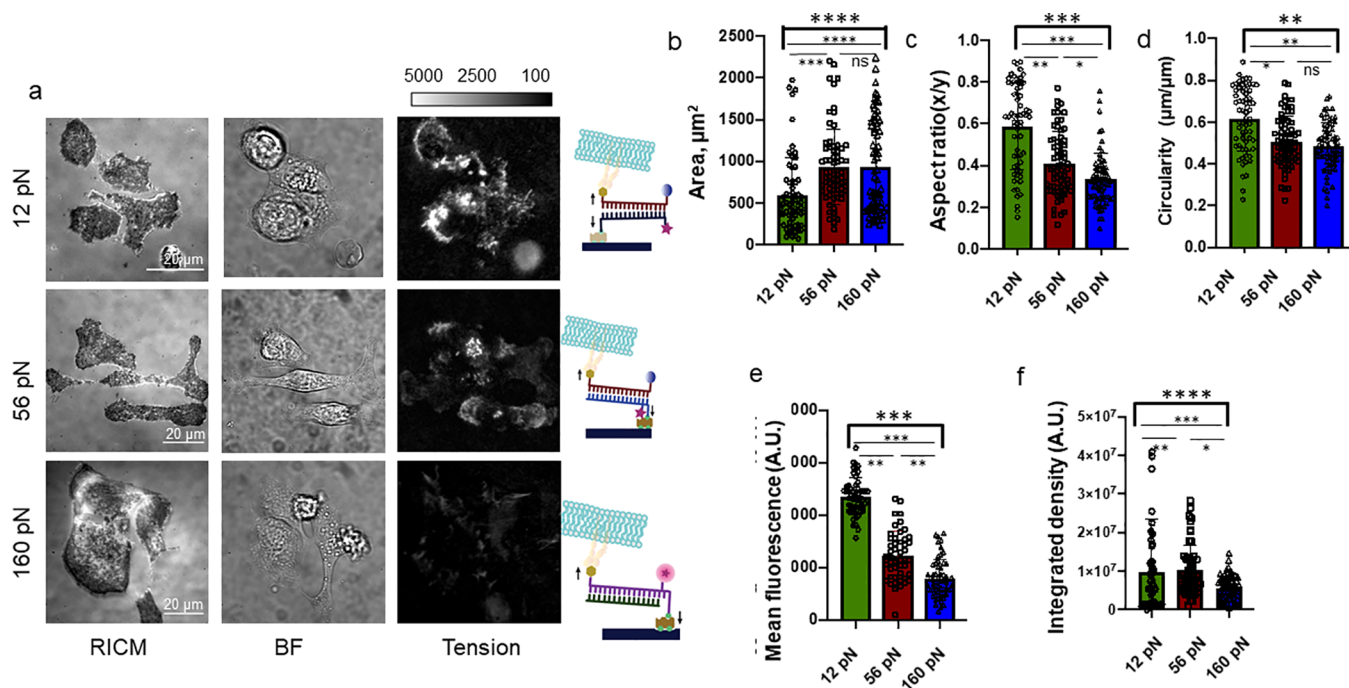 a
5000 2500 100
12 pN
20 µm
56 pN
20 µm
160 pN
20 µm
RICM BF Tension
b
Area, µm²
2500
2000
1500
1000
500
0
****
****
***
ns
12 pN
56 pN
160 pN
c
Aspect ratio(x/y)
1.0
0.8
0.6
0.4
0.2
0.0
***
***
**
*
12 pN
56 pN
160 pN
d
Circularity (µm/µm)
1.0
0.8
0.6
0.4
0.2
0.0
**
**
*
ns
12 pN
56 pN
160 pN
e
Mean fluorescence (A.U.)
000
000
000
000
0
***
***
**
**
12 pN
56 pN
160 pN
f
Integrated density (A.U.)
5×10⁷
4×10⁷
3×10⁷
2×10⁷
1×10⁷
0
****
***
**
*
12 pN
56 pN
160 pN